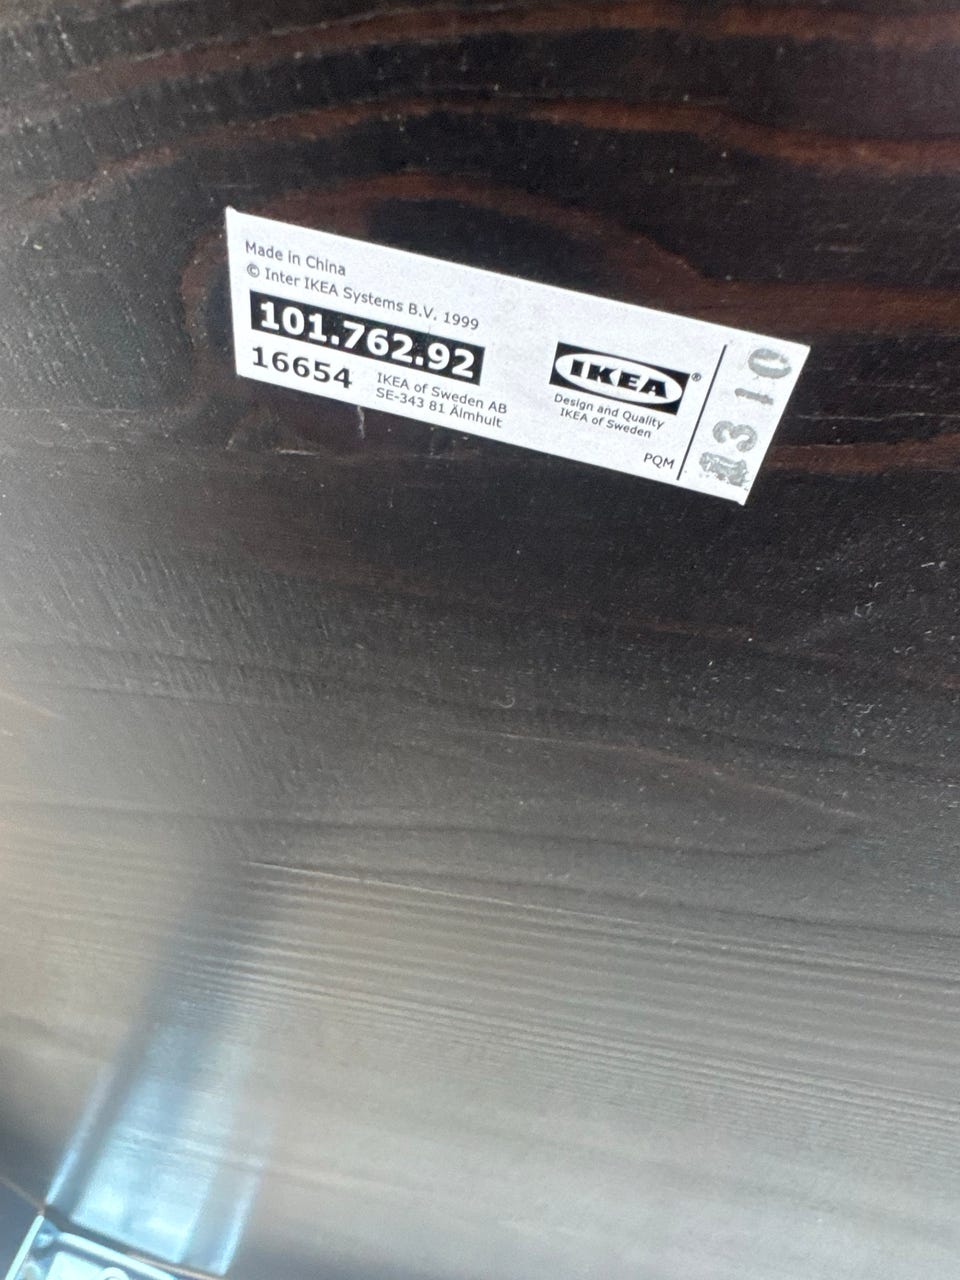 Made in China
© Inter IKEA Systems B.V. 1999
101.762.92
16654
IKEA of Sweden AB
SE-343 81 Älmhult
IKEA®
Design and Quality
IKEA of Sweden
PQM
1310